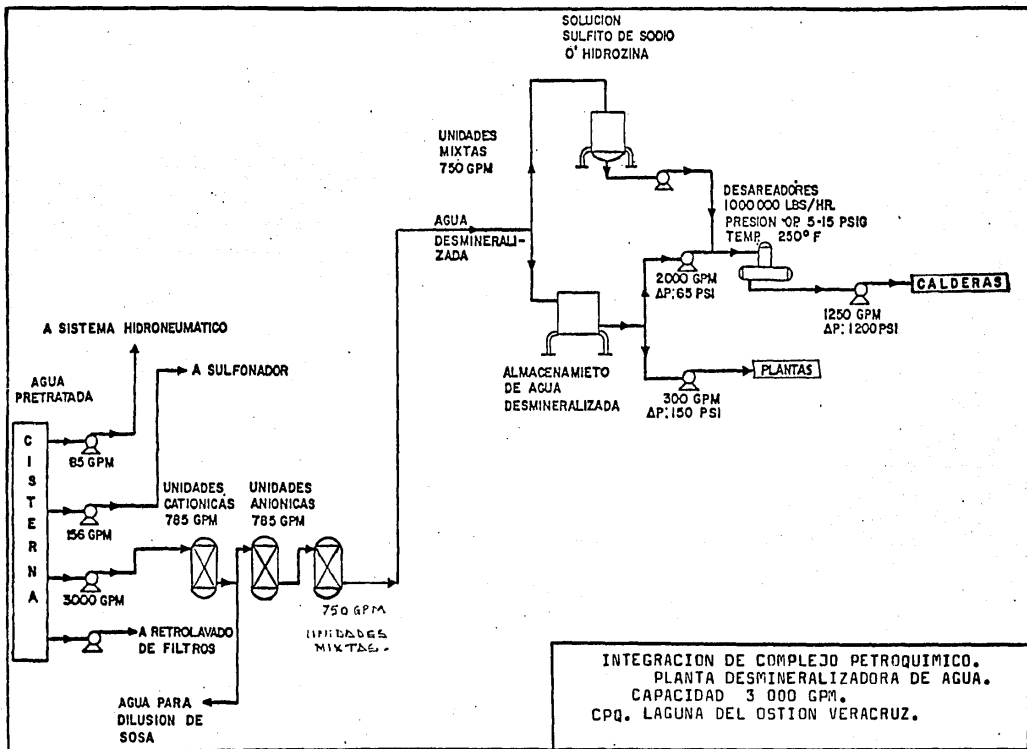 SOLUCION
SULFITO DE SODIO
O' HIDROZINA
UNIDADES
MIXTAS
750 GPM
DESAREADORES
1000000 LBS/HR.
PRESION OP 5-15 PSIG
TEMP. 250° F
AGUA
DESMINERALI-
ZADA
2000 GPM
ΔP: 65 PSI
CALDERAS
1250 GPM
ΔP: 1200 PSI
ALMACENAMIETO
DE AGUA
DESMINERALIZADA
PLANTAS
300 GPM
ΔP: 150 PSI
A SISTEMA HIDRONEUMATICO
A SULFONADOR
AGUA
PRETRATADA
CISTERNA
85 GPM
156 GPM
3000 GPM
UNIDADES
CATIONICAS
785 GPM
UNIDADES
ANIONICAS
785 GPM
750 GPM
UNIDADES
MIXTAS.
A RETROLAVADO
DE FILTROS
AGUA PARA
DILUSION DE
SOSA
INTEGRACION DE COMPLEJO PETROQUIMICO.
PLANTA DESMINERALIZADORA DE AGUA.
CAPACIDAD 3 000 GPM.
CPQ. LAGUNA DEL OSTION VERACRUZ.